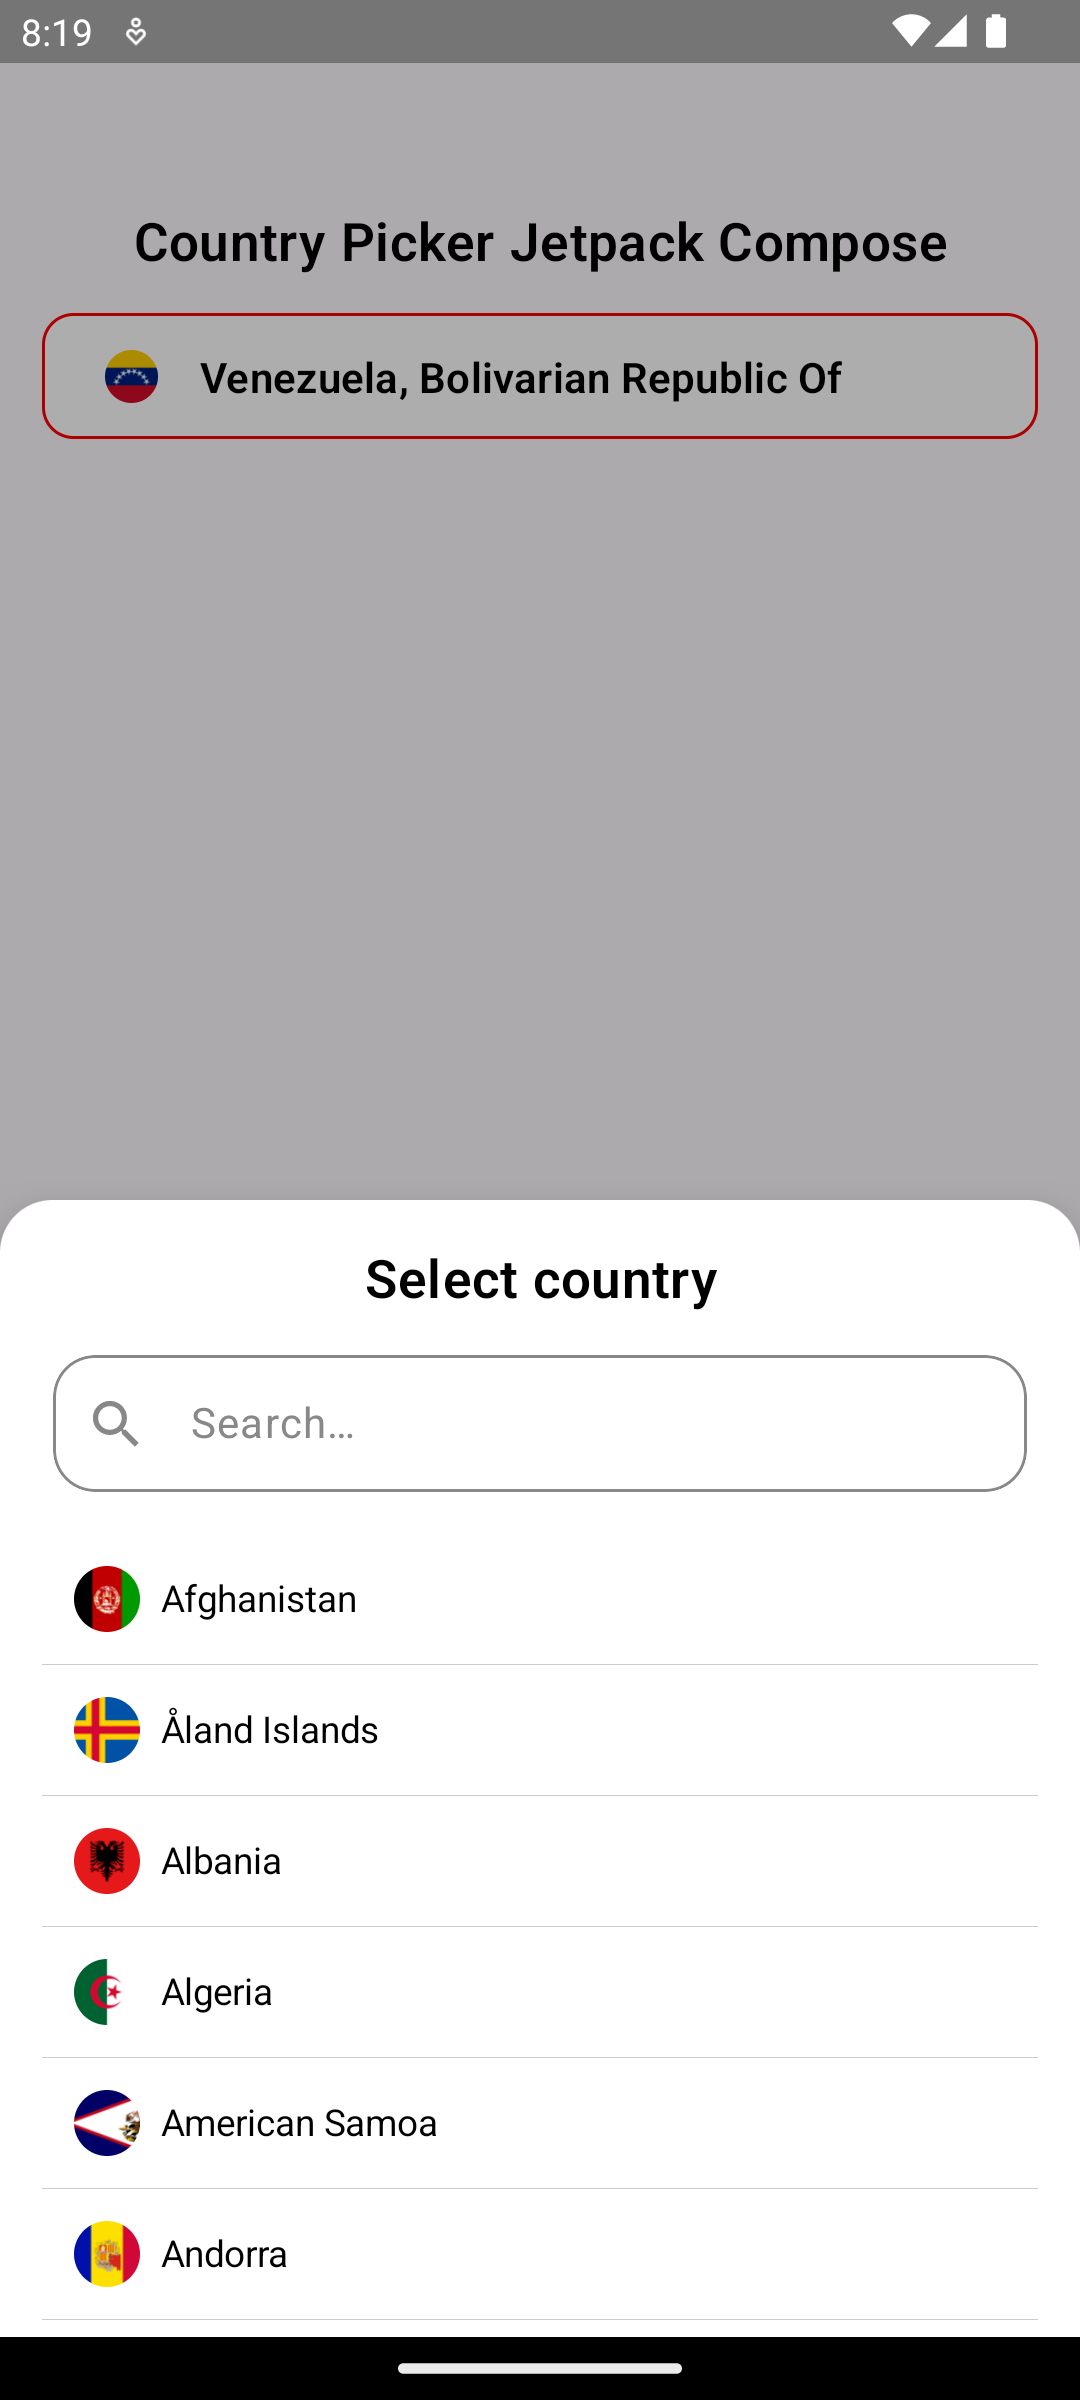 8:19
Country Picker Jetpack Compose
Venezuela, Bolivarian Republic Of
Select country
Search...
Afghanistan
Åland Islands
Albania
Algeria
American Samoa
Andorra